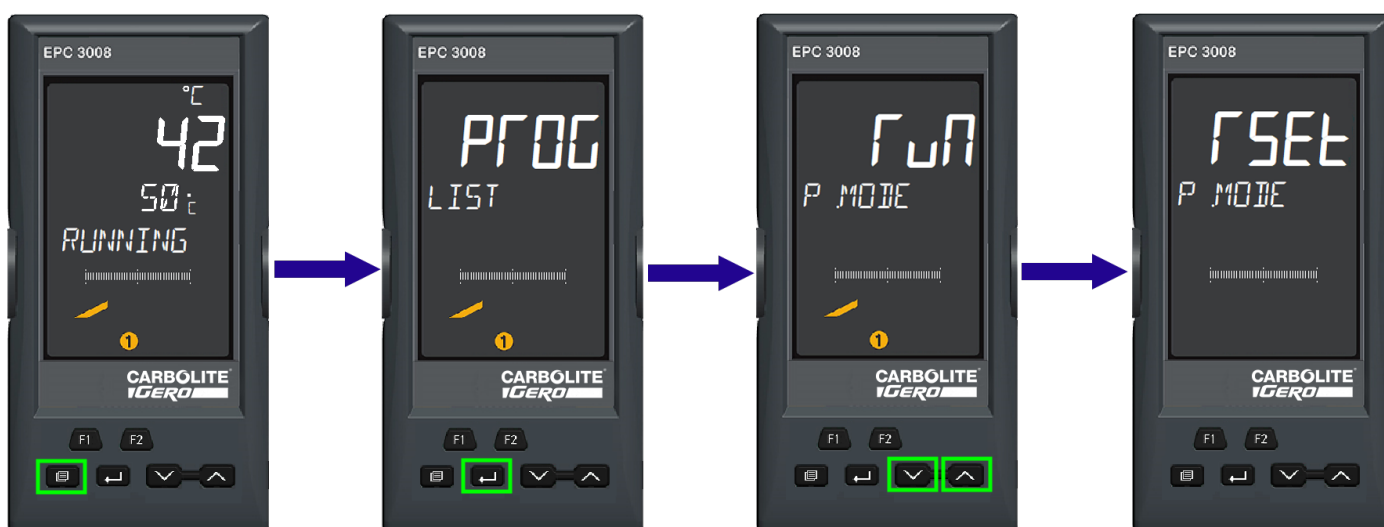 EPC 3008
°C
42
50°C
RUNNING
1
CARBOLITE
GERO
F1 F2
EPC 3008
PrOG
LIST
1
CARBOLITE
GERO
F1 F2
EPC 3008
run
P.MODE
1
CARBOLITE
GERO
F1 F2
EPC 3008
rSEt
P.MODE
CARBOLITE
GERO
F1 F2